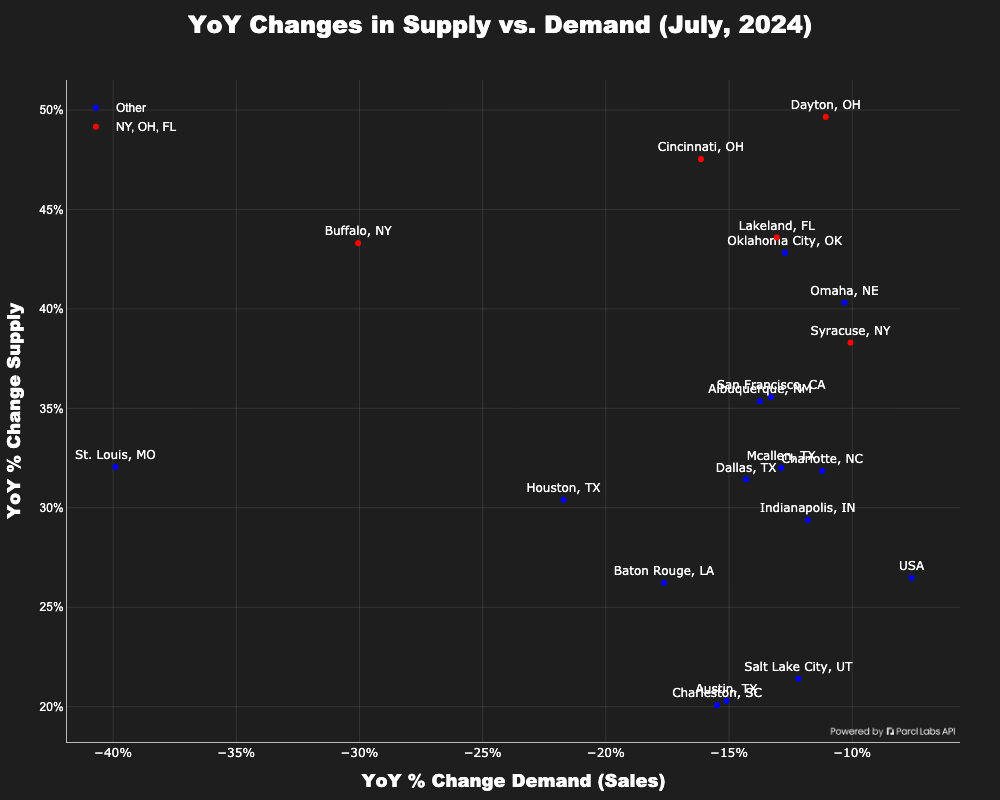 YoY Changes in Supply vs. Demand (July, 2024)
Other
NY, OH, FL
50%
45%
40%
35%
30%
25%
20%
YoY % Change Supply
Dayton, OH
Cincinnati, OH
Buffalo, NY
Lakeland, FL
Oklahoma City, OK
Omaha, NE
Syracuse, NY
San Francisco, CA
Albuquerque, NM
St. Louis, MO
Mcallen, TX
Charlotte, NC
Dallas, TX
Houston, TX
Indianapolis, IN
Baton Rouge, LA
USA
Salt Lake City, UT
Austin, TX
Charleston, SC
Powered by Parcl Labs API
−40%
−35%
−30%
−25%
−20%
−15%
−10%
YoY % Change Demand (Sales)